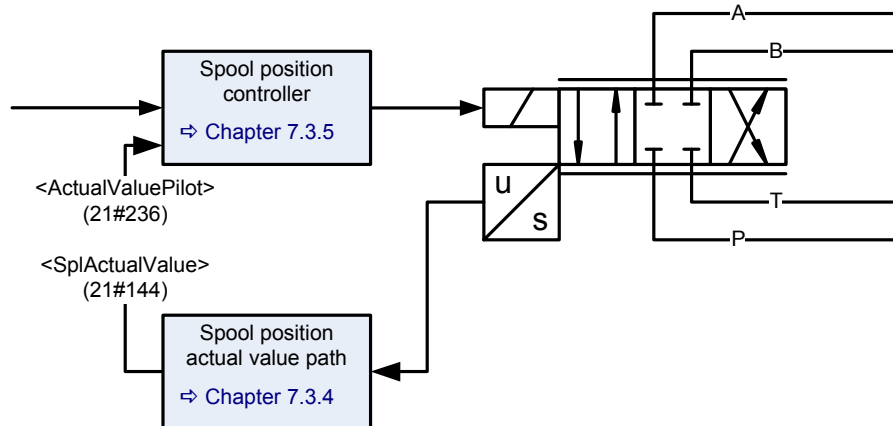 A
B
Spool position
controller
⇨ Chapter 7.3.5
<ActualValuePilot>
(21#236)
u
s
T
P
<SplActualValue>
(21#144)
Spool position
actual value path
⇨ Chapter 7.3.4